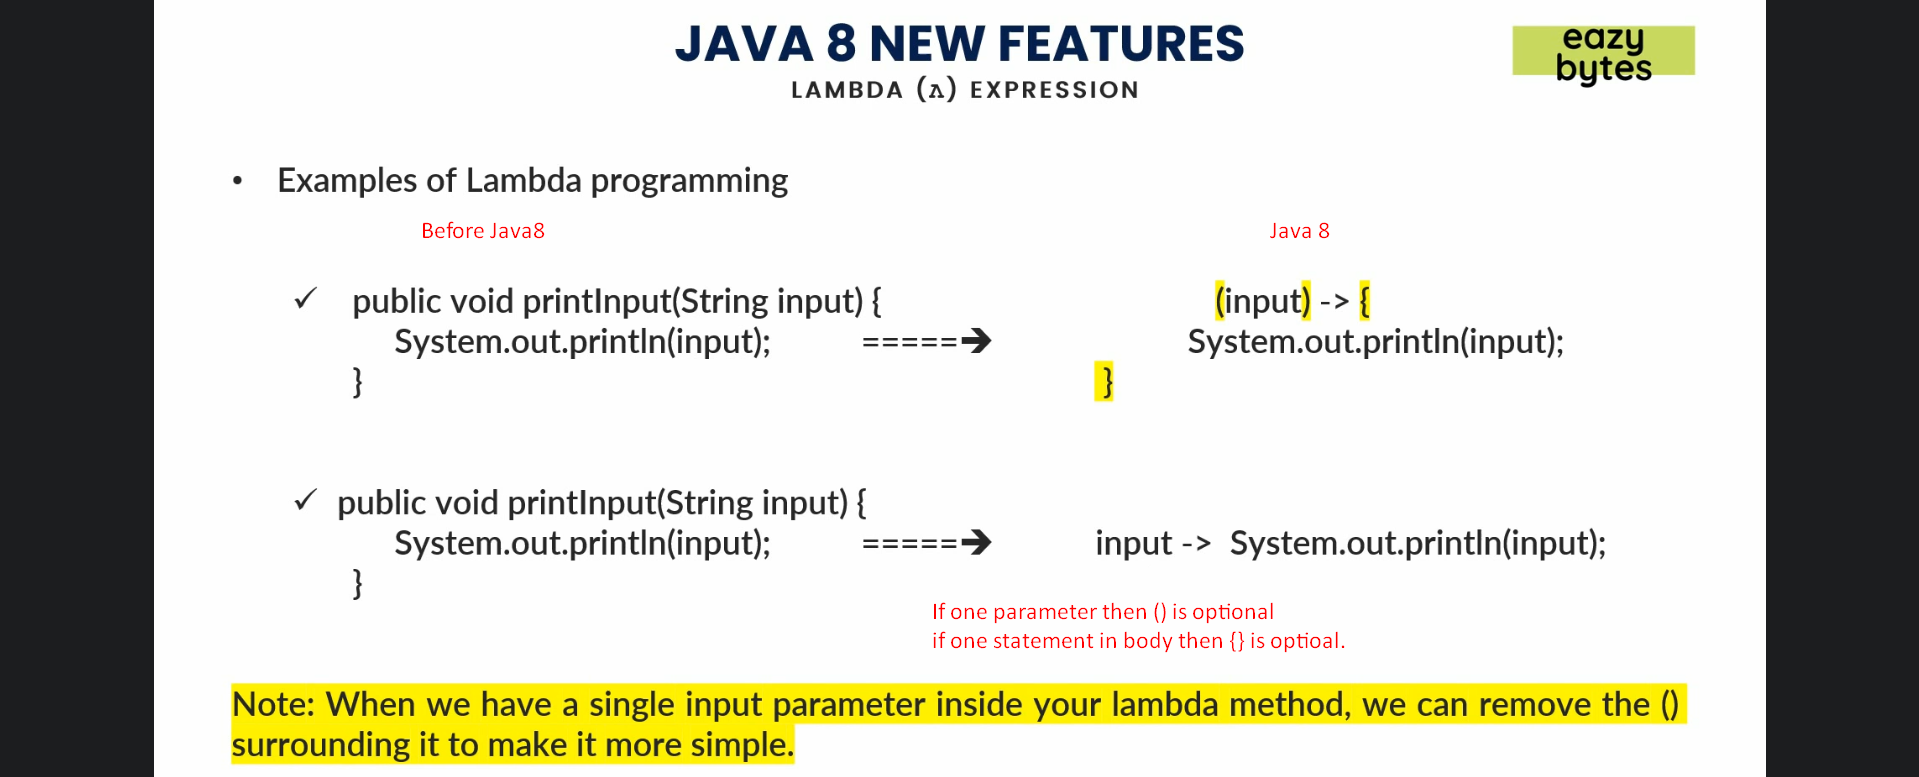 JAVA 8 NEW FEATURES
LAMBDA (ʌ) EXPRESSION
eazy
bytes
• Examples of Lambda programming
Before Java8
Java 8
✓ public void printInput(String input) {
System.out.println(input);
}
=====➔
(input) -> {
System.out.println(input);
}
✓ public void printInput(String input) {
System.out.println(input);
}
=====➔
input -> System.out.println(input);
If one parameter then () is optional
if one statement in body then {} is optioal.
Note: When we have a single input parameter inside your lambda method, we can remove the ()
surrounding it to make it more simple.